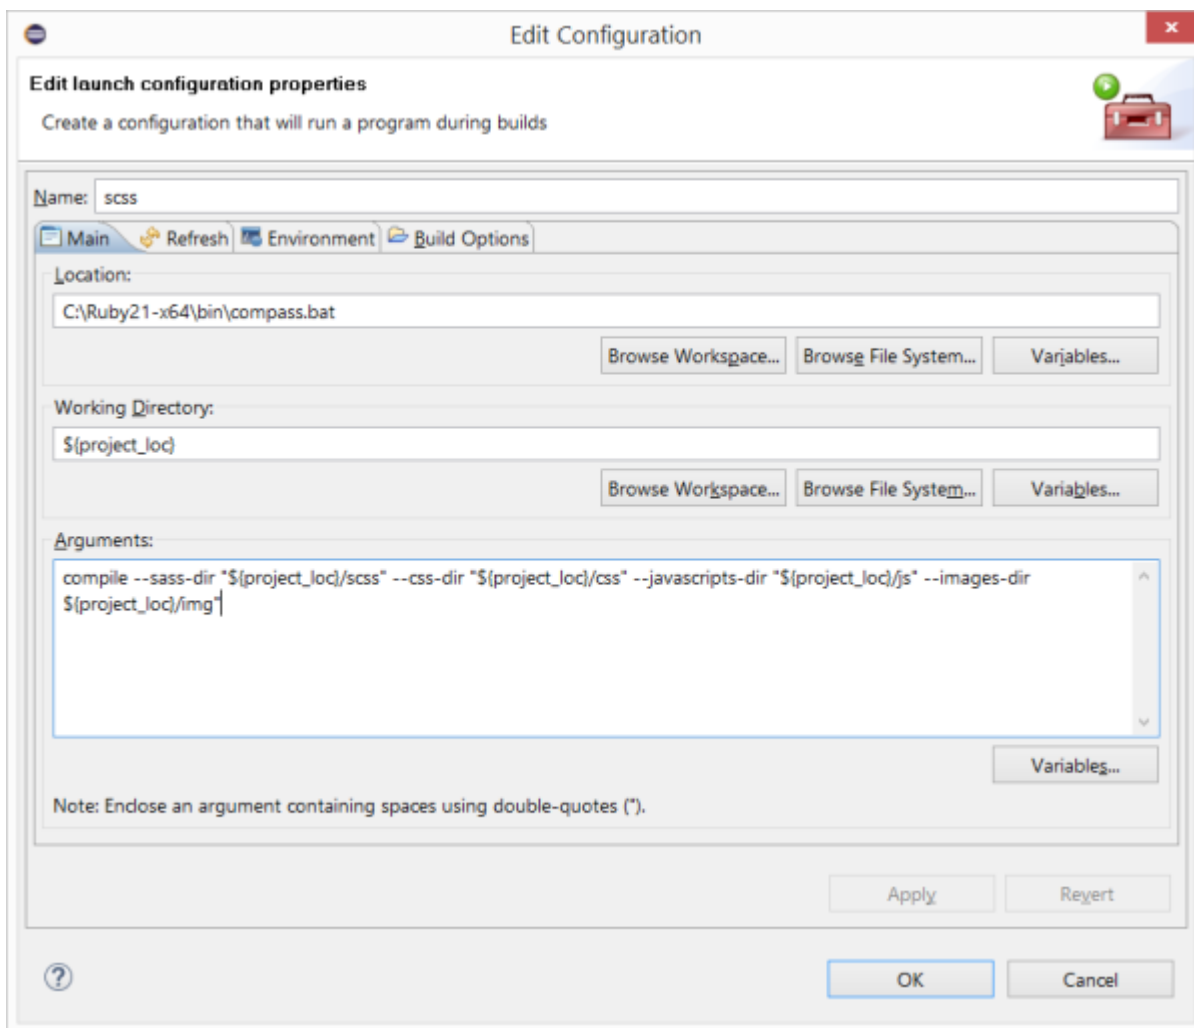 Edit Configuration
x
Edit launch configuration properties
Create a configuration that will run a program during builds
Name: scss
Main Refresh Environment Build Options
Location:
C:\Ruby21-x64\bin\compass.bat
Browse Workspace... Browse File System... Variables...
Working Directory:
${project_loc}
Browse Workspace... Browse File System... Variables...
Arguments:
compile --sass-dir "${project_loc}/scss" --css-dir "${project_loc}/css" --javascripts-dir "${project_loc}/js" --images-dir
${project_loc}/img"
Variables...
Note: Enclose an argument containing spaces using double-quotes (").
Apply Revert
? OK Cancel